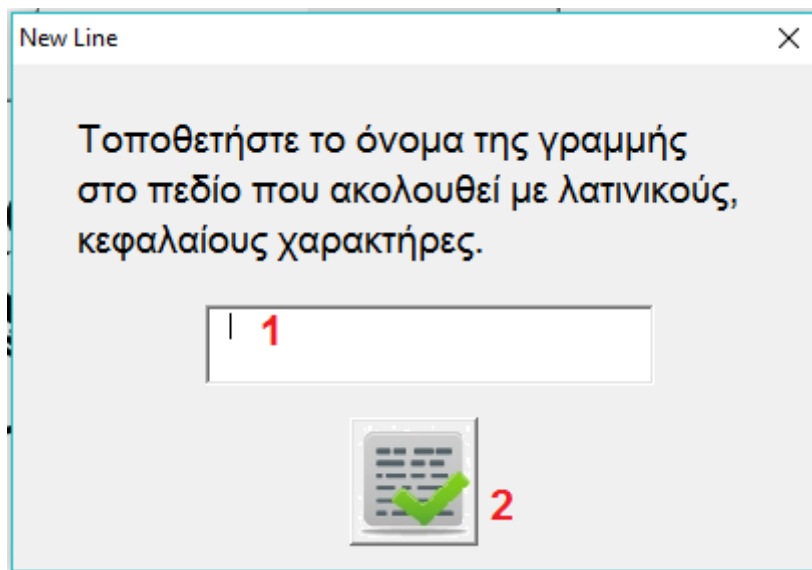 New Line
Τοποθετήστε το όνομα της γραμμής
στο πεδίο που ακολουθεί με λατινικούς,
κεφαλαίους χαρακτήρες.
1
2